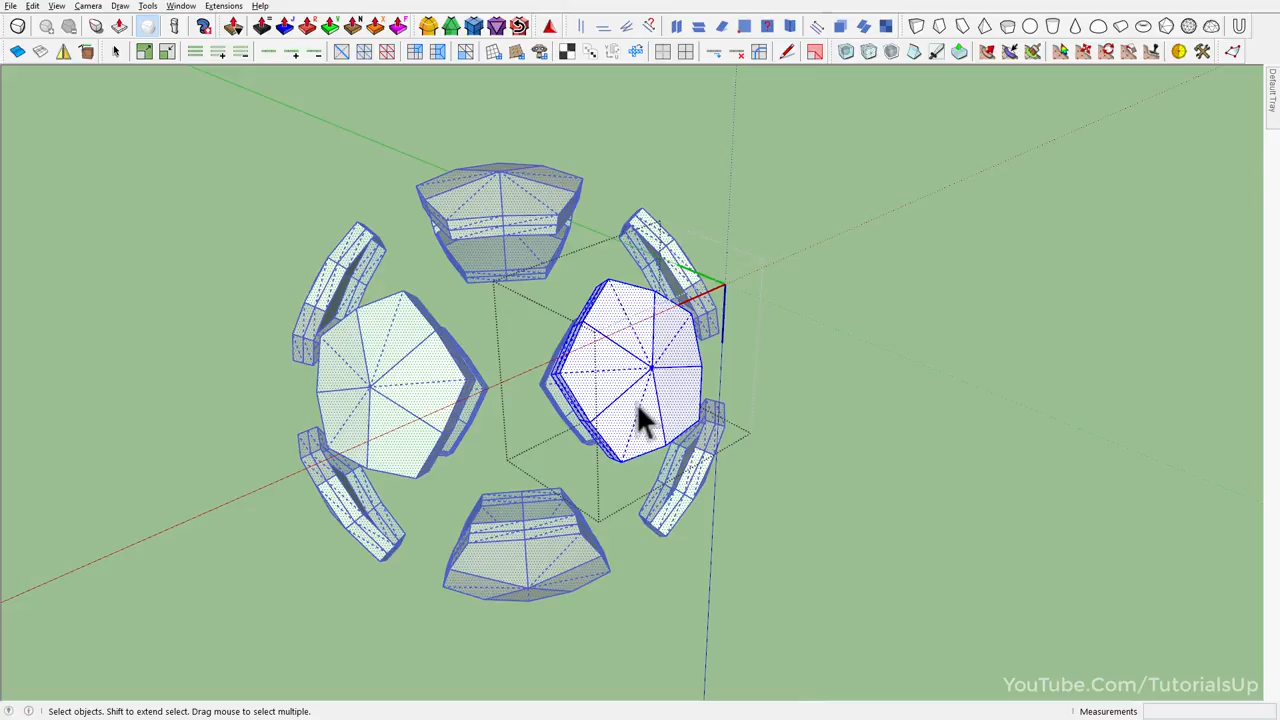 File Edit View Camera Draw Tools Window Extensions Help
Default Tray
YouTube.Com/TutorialsUp
Select objects. Shift to extend select. Drag mouse to select multiple.
Measurements